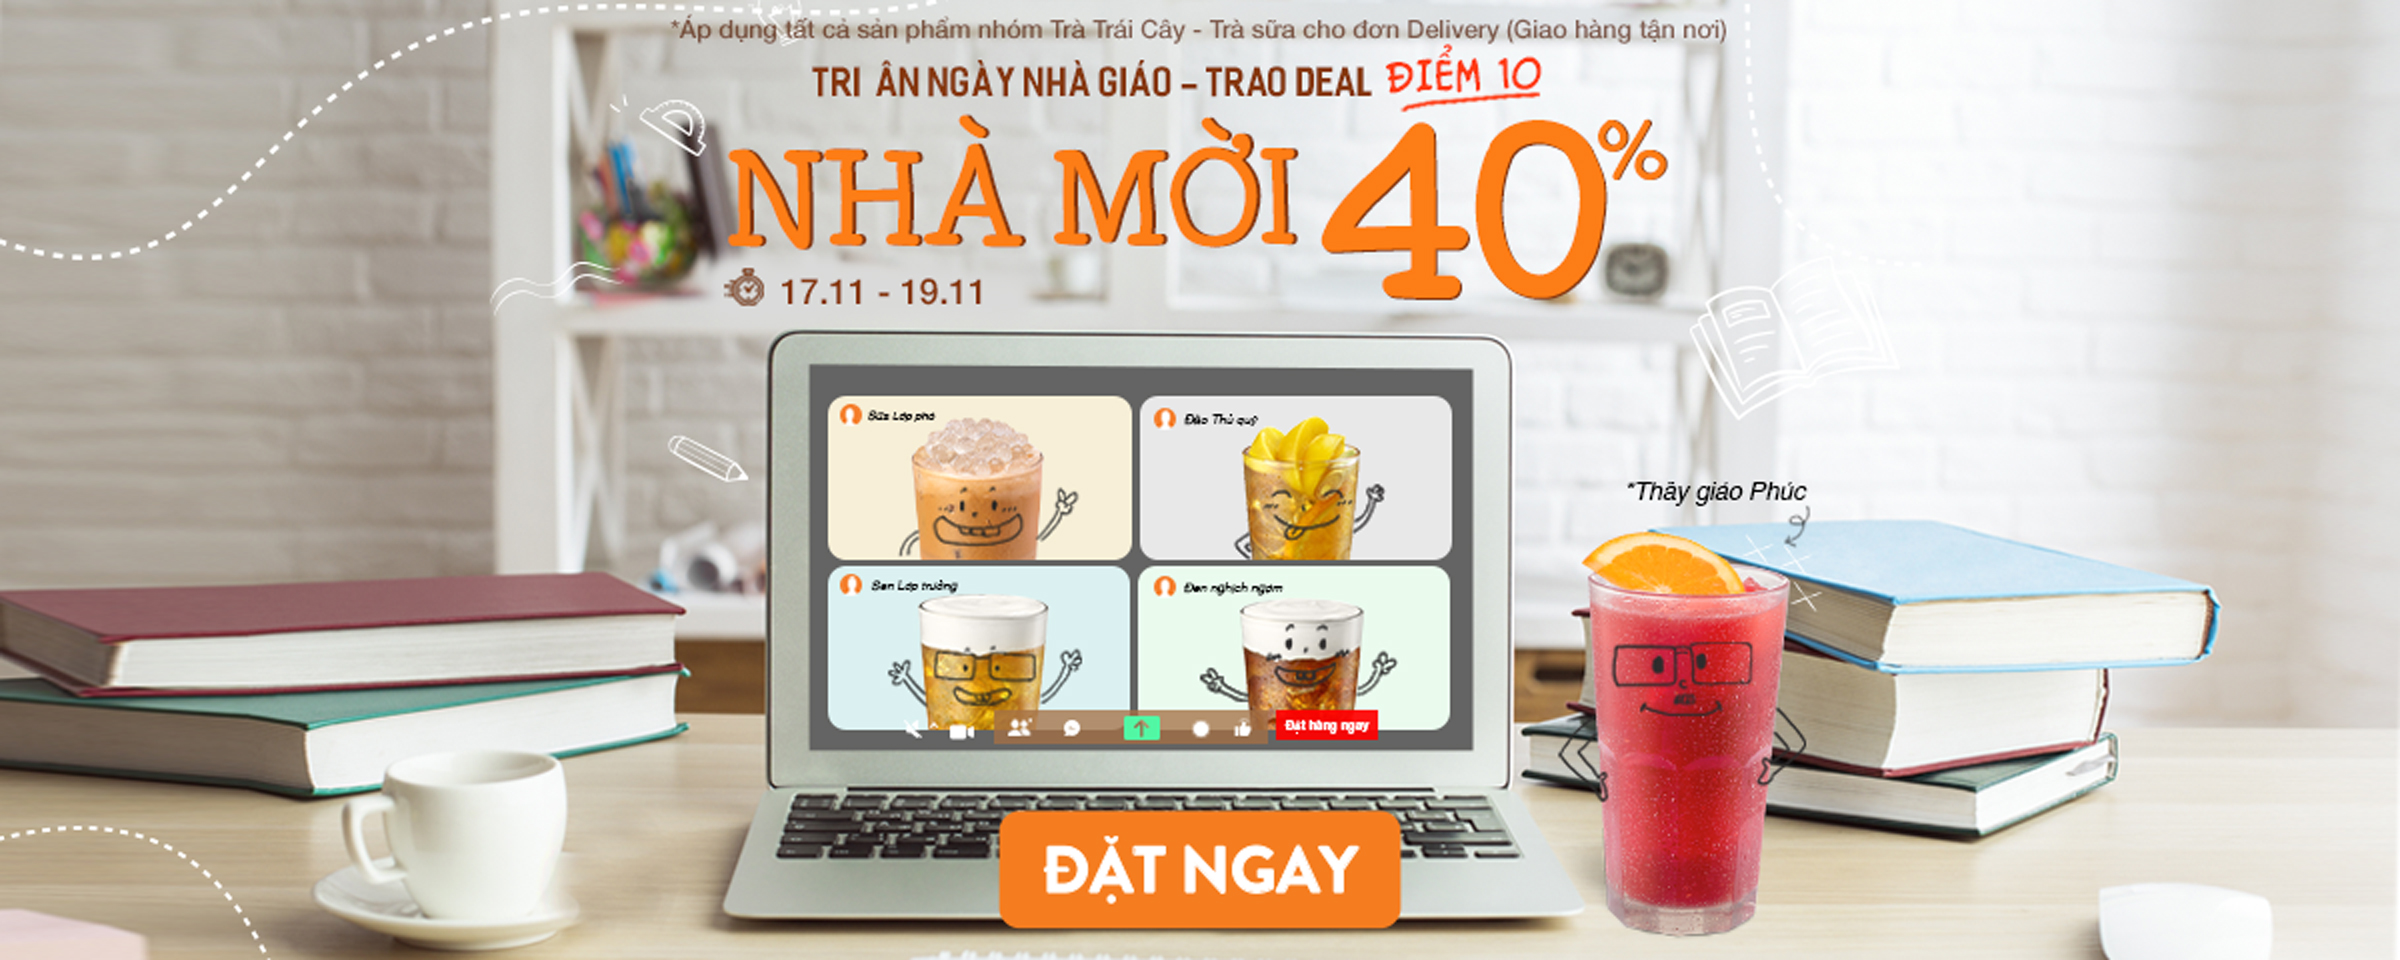 *Áp dụng tất cả sản phẩm nhóm Trà Trái Cây - Trà sữa cho đơn Delivery (Giao hàng tận nơi)
TRI ÂN NGÀY NHÀ GIÁO – TRAO DEAL ĐIỂM 10
NHÀ MỜI 40%
17.11 - 19.11
Sữa Lớp phó
Đào Thủ quỹ
Sen Lớp trưởng
Đen nghịch ngợm
Đặt hàng ngay
*Thầy giáo Phúc
ĐẶT NGAY